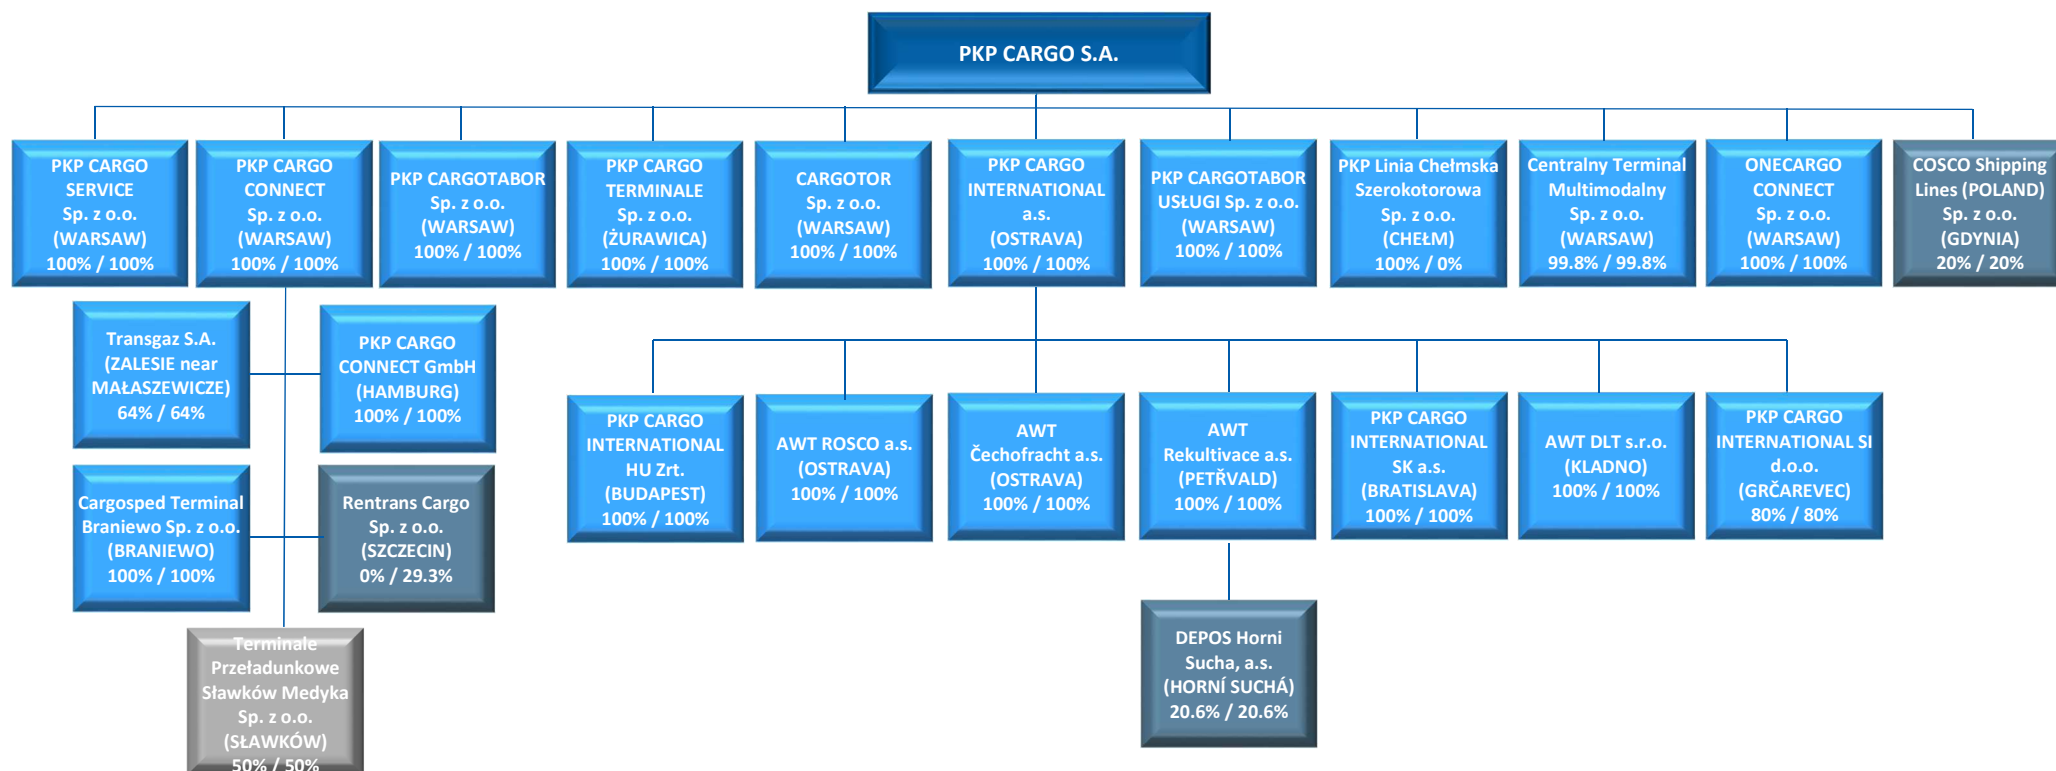 PKP CARGO S.A.
PKP CARGO
SERVICE
Sp. z o.o.
(WARSAW)
100% / 100%
PKP CARGO
CONNECT
Sp. z o.o.
(WARSAW)
100% / 100%
PKP CARGOTABOR
Sp. z o.o.
(WARSAW)
100% / 100%
PKP CARGO
TERMINALE
Sp. z o.o.
(ŻURAWICA)
100% / 100%
CARGOTOR
Sp. z o.o.
(WARSAW)
100% / 100%
PKP CARGO
INTERNATIONAL
a.s.
(OSTRAVA)
100% / 100%
PKP CARGOTABOR
USŁUGI Sp. z o.o.
(WARSAW)
100% / 100%
PKP Linia Chełmska
Szerokotorowa
Sp. z o.o.
(CHEŁM)
100% / 0%
Centralny Terminal
Multimodalny
Sp. z o.o.
(WARSAW)
99.8% / 99.8%
ONECARGO
CONNECT
Sp. z o.o.
(WARSAW)
100% / 100%
COSCO Shipping
Lines (POLAND)
Sp. z o.o.
(GDYNIA)
20% / 20%
Transgaz S.A.
(ZALESIE near
MAŁASZEWICZE)
64% / 64%
PKP CARGO
CONNECT GmbH
(HAMBURG)
100% / 100%
Cargosped Terminal
Braniewo Sp. z o.o.
(BRANIEWO)
100% / 100%
Rentrans Cargo
Sp. z o.o.
(SZCZECIN)
0% / 29.3%
Terminale
Przeładunkowe
Sławków Medyka
Sp. z o.o.
(SŁAWKÓW)
50% / 50%
PKP CARGO
INTERNATIONAL
HU Zrt.
(BUDAPEST)
100% / 100%
AWT ROSCO a.s.
(OSTRAVA)
100% / 100%
AWT
Čechofracht a.s.
(OSTRAVA)
100% / 100%
AWT
Rekultivace a.s.
(PETŘVALD)
100% / 100%
PKP CARGO
INTERNATIONAL
SK a.s.
(BRATISLAVA)
100% / 100%
AWT DLT s.r.o.
(KLADNO)
100% / 100%
PKP CARGO
INTERNATIONAL SI
d.o.o.
(GRČAREVEC)
80% / 80%
DEPOS Horni
Sucha, a.s.
(HORNÍ SUCHÁ)
20.6% / 20.6%